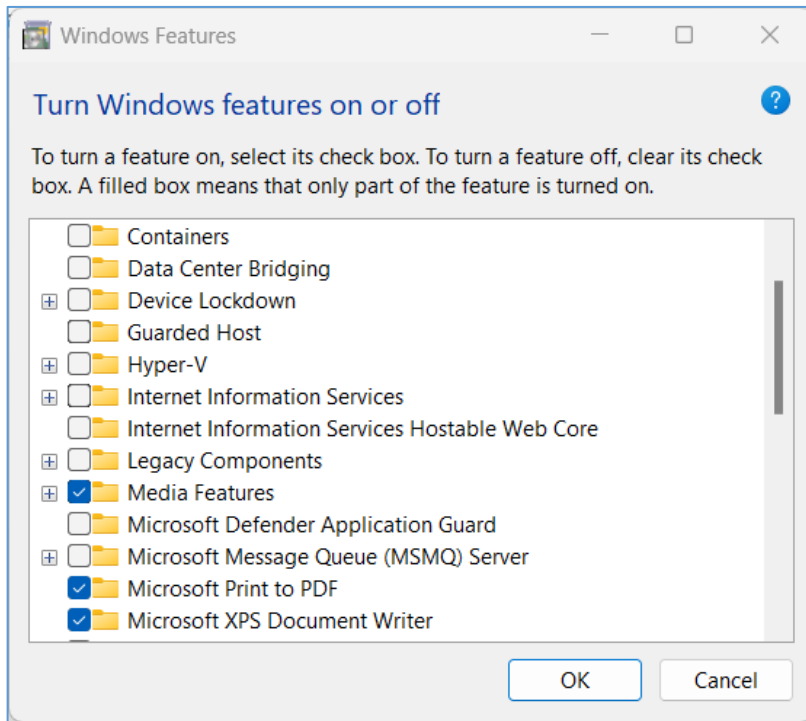 Windows Features
Turn Windows features on or off
?
To turn a feature on, select its check box. To turn a feature off, clear its check
box. A filled box means that only part of the feature is turned on.
Containers
Data Center Bridging
Device Lockdown
Guarded Host
Hyper-V
Internet Information Services
Internet Information Services Hostable Web Core
Legacy Components
Media Features
Microsoft Defender Application Guard
Microsoft Message Queue (MSMQ) Server
Microsoft Print to PDF
Microsoft XPS Document Writer
OK Cancel